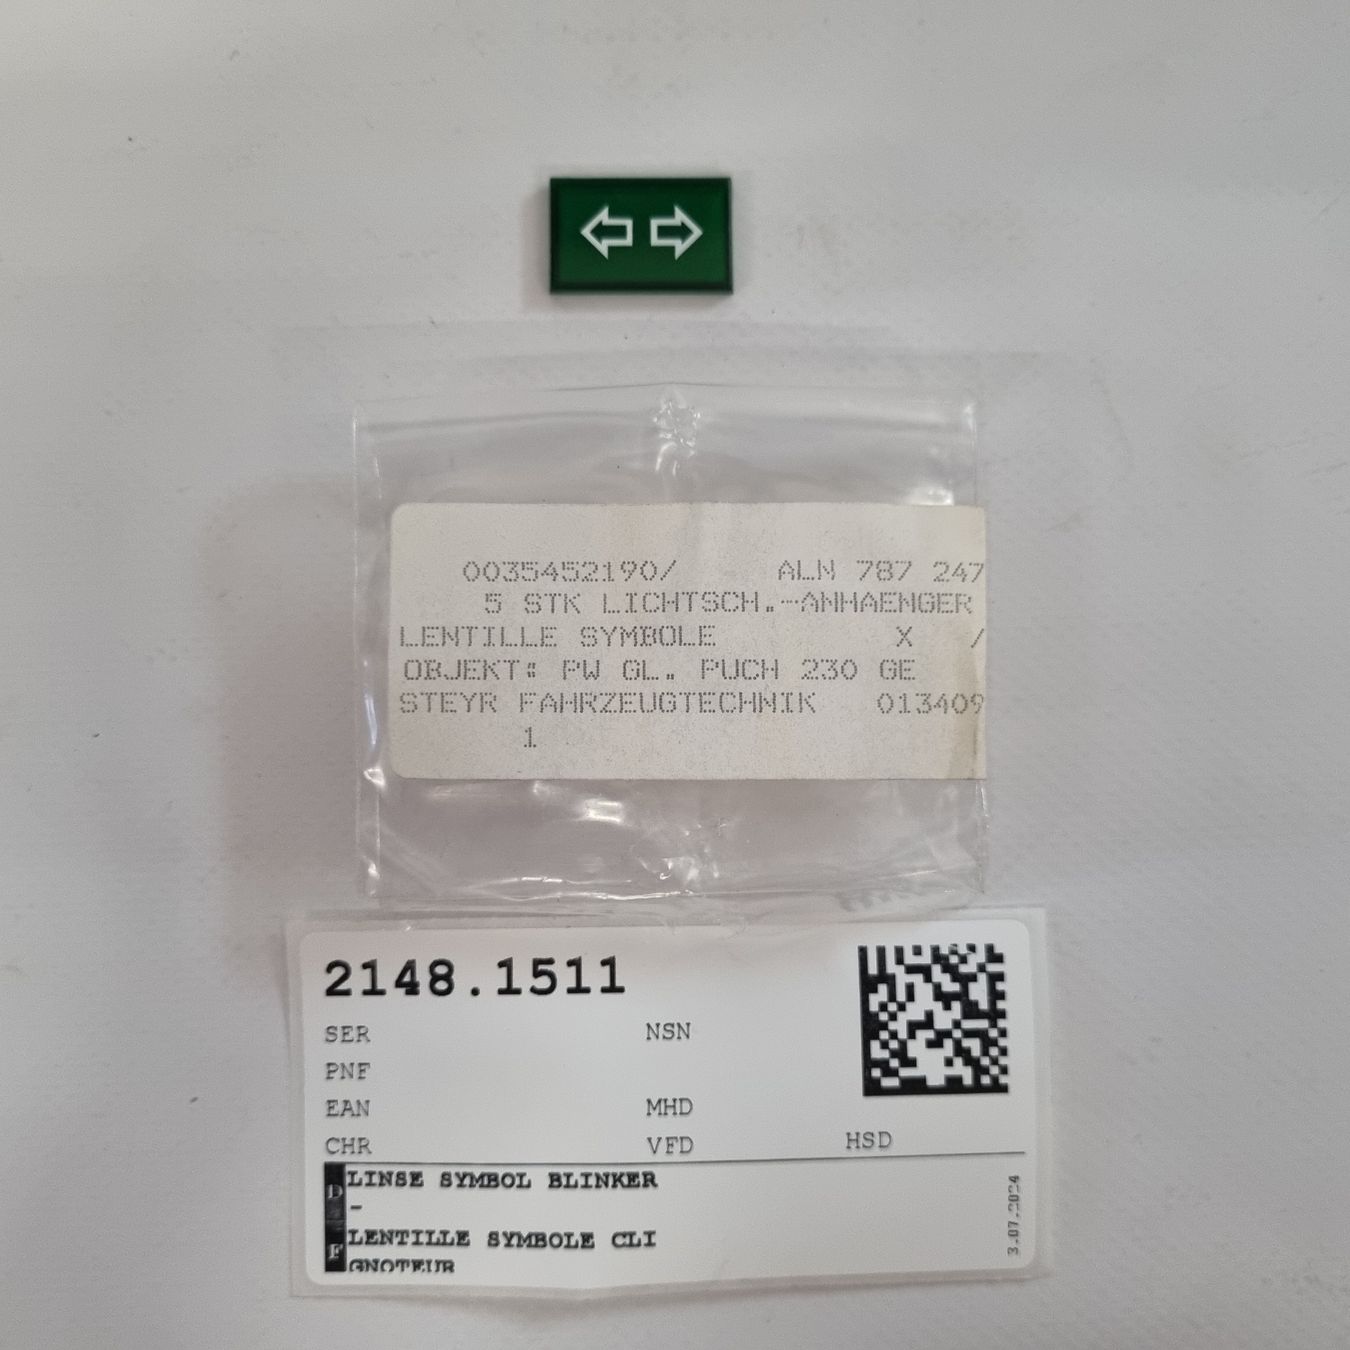 0035452190/ ALN 787 247
5 STK LICHTSCH.-ANHAENGER
LENTILLE SYMBOLE X /
OBJEKT: PW GL. PUCH 230 GE
STEYR FAHRZEUGTECHNIK 013409
1
2148.1511
SER NSN
PNF
EAN MHD
CHR VFD HSD
D LINSE SYMBOL BLINKER
-
F LENTILLE SYMBOLE CLI
GNOTEUR
3.07.2024